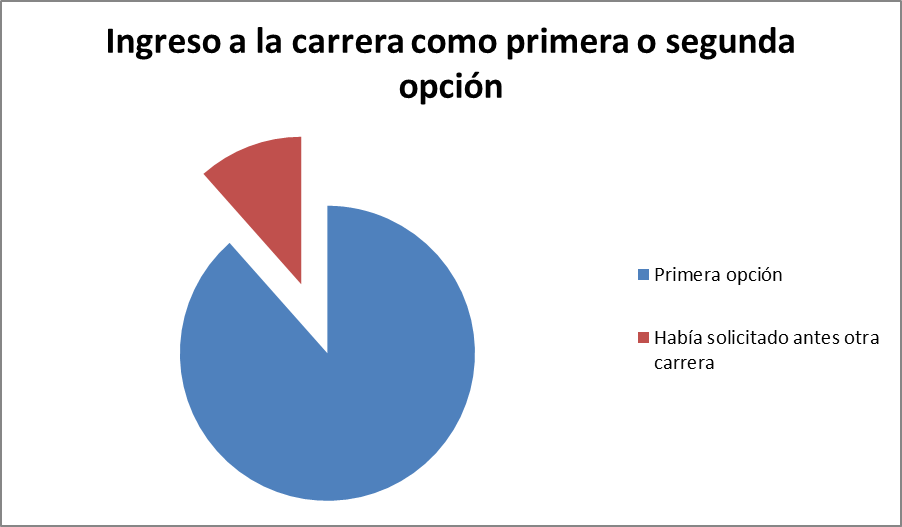 Ingreso a la carrera como primera o segunda
opción
Primera opción
Había solicitado antes otra
carrera